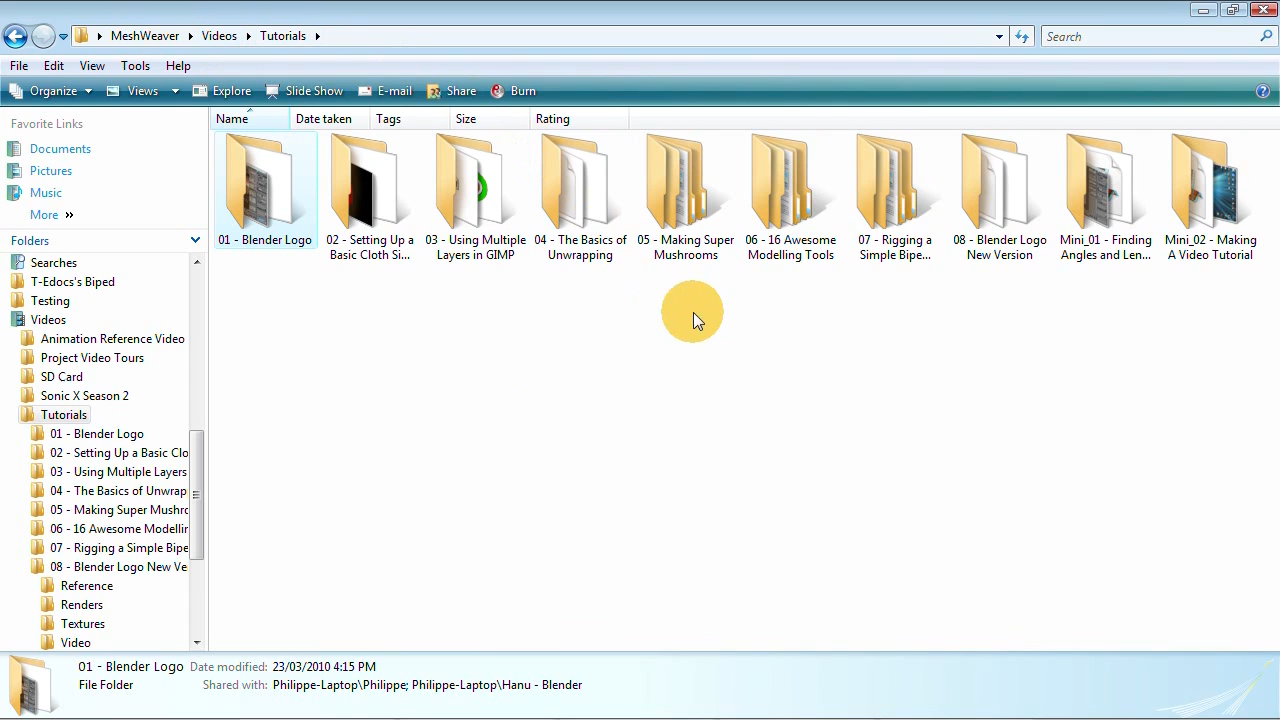 MeshWeaver Videos Tutorials
Search
File Edit View Tools Help
Organize Views Explore Slide Show E-mail Share Burn
Favorite Links
Documents
Pictures
Music
More »
Folders
Searches
T-Edocs's Biped
Testing
Videos
Animation Reference Video
Project Video Tours
SD Card
Sonic X Season 2
Tutorials
01 - Blender Logo
02 - Setting Up a Basic Clo
03 - Using Multiple Layers
04 - The Basics of Unwrap
05 - Making Super Mushro
06 - 16 Awesome Modellin
07 - Rigging a Simple Bipe
08 - Blender Logo New Ve
Reference
Renders
Textures
Video
Name Date taken Tags Size Rating
01 - Blender Logo
02 - Setting Up a
Basic Cloth Si...
03 - Using Multiple
Layers in GIMP
04 - The Basics of
Unwrapping
05 - Making Super
Mushrooms
06 - 16 Awesome
Modelling Tools
07 - Rigging a
Simple Bipe...
08 - Blender Logo
New Version
Mini_01 - Finding
Angles and Len...
Mini_02 - Making
A Video Tutorial
01 - Blender Logo Date modified: 23/03/2010 4:15 PM
File Folder Shared with: Philippe-Laptop\Philippe; Philippe-Laptop\Hanu - Blender